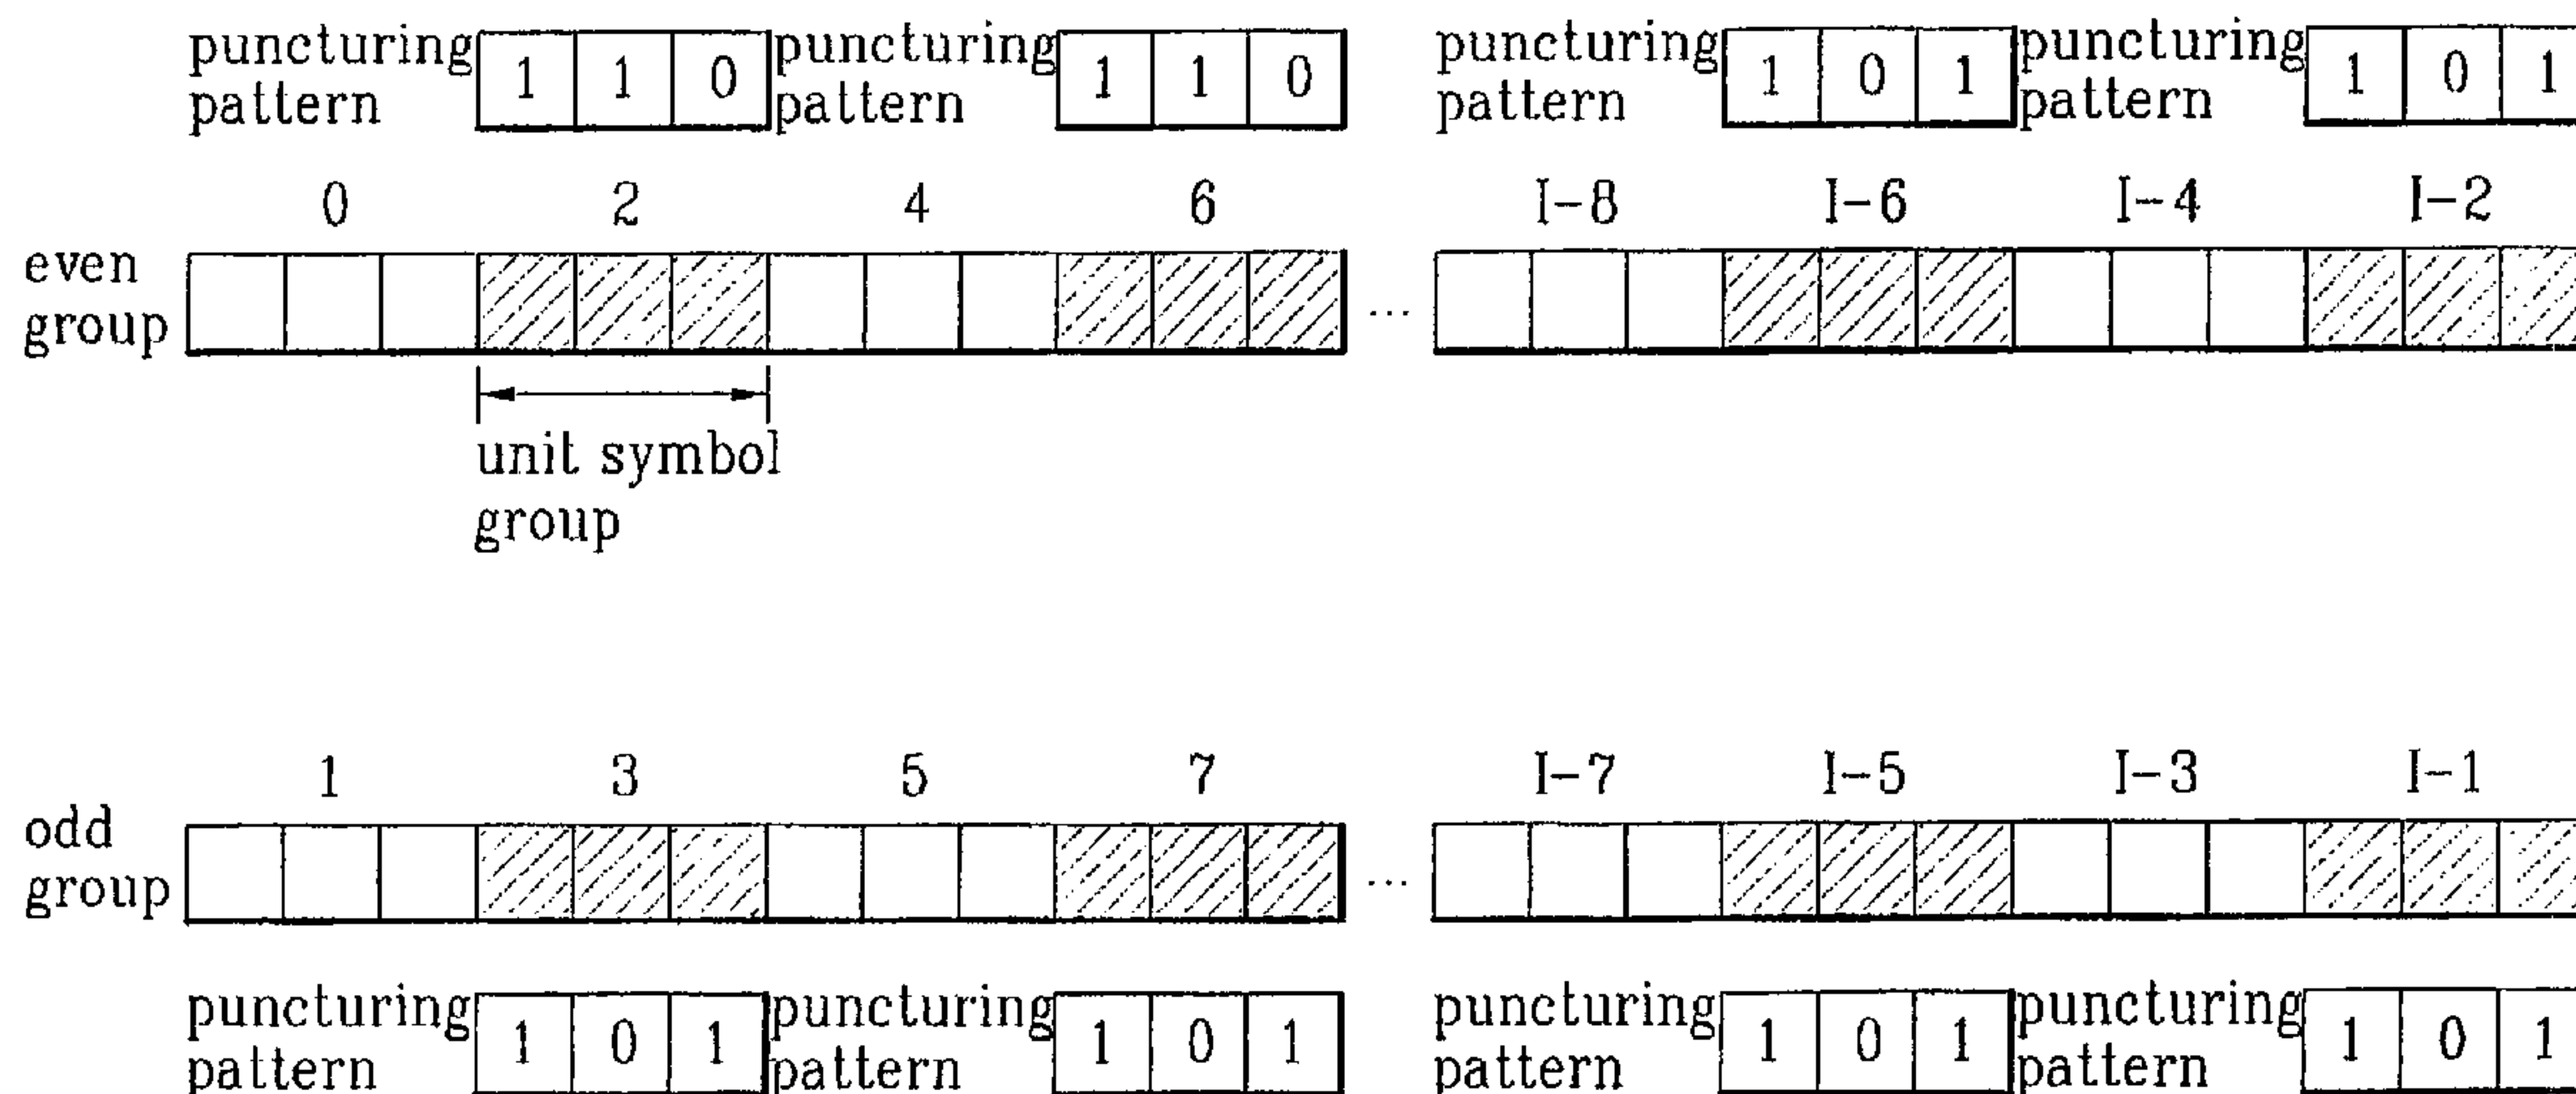 puncturing pattern 1 1 0 puncturing pattern 1 1 0 puncturing pattern 1 0 1 puncturing pattern 1 0 1
0 2 4 6 I-8 I-6 I-4 I-2
even group ...
unit symbol
group
1 3 5 7 I-7 I-5 I-3 I-1
odd group ...
puncturing pattern 1 0 1 puncturing pattern 1 0 1 puncturing pattern 1 0 1 puncturing pattern 1 0 1